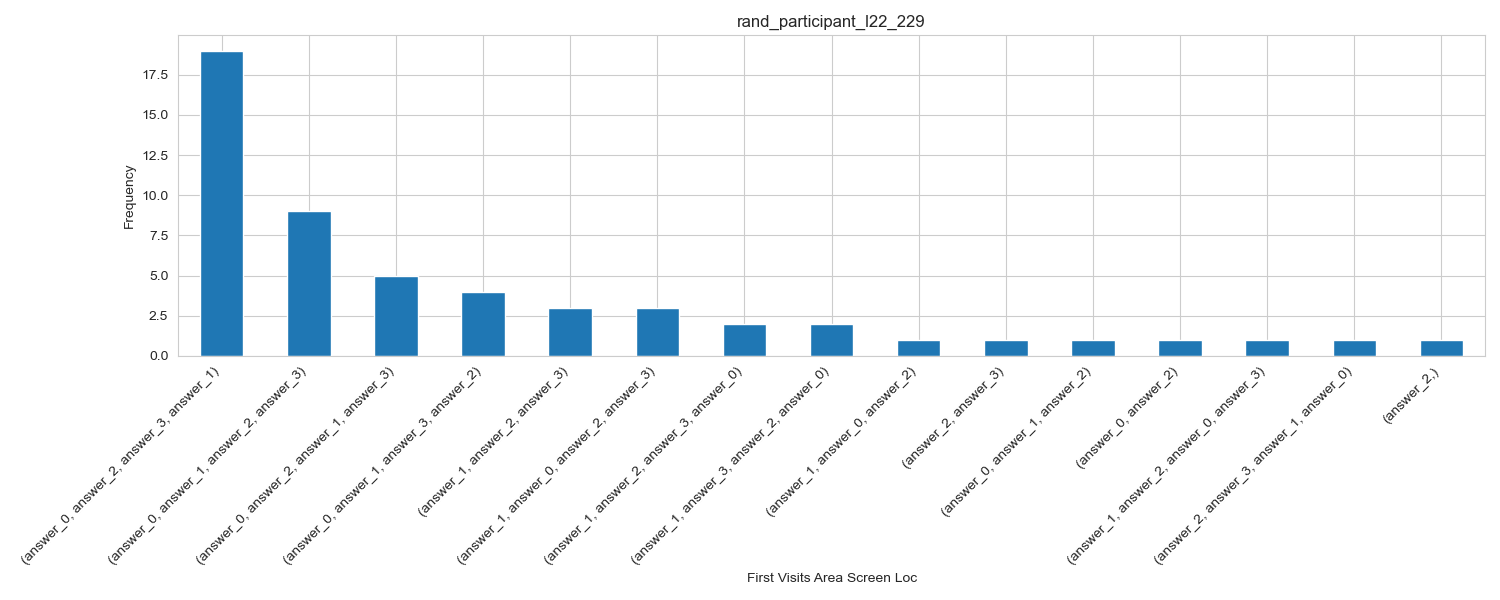 rand_participant_l22_229
17.5
15.0
12.5
10.0
7.5
5.0
2.5
0.0
Frequency
(answer_0, answer_2, answer_3, answer_1)
(answer_0, answer_1, answer_2, answer_3)
(answer_0, answer_2, answer_1, answer_3)
(answer_0, answer_1, answer_3, answer_2)
(answer_1, answer_2, answer_3)
(answer_1, answer_0, answer_2, answer_3)
(answer_1, answer_2, answer_3, answer_0)
(answer_1, answer_3, answer_2, answer_0)
(answer_1, answer_0, answer_2)
(answer_2, answer_3)
(answer_0, answer_1, answer_2)
(answer_0, answer_2)
(answer_1, answer_2, answer_0, answer_3)
(answer_2, answer_3, answer_1, answer_0)
(answer_2,)
First Visits Area Screen Loc